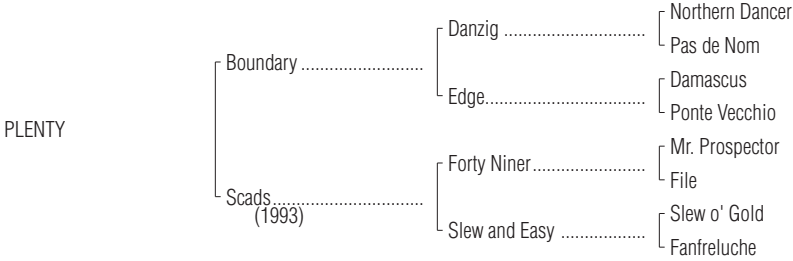 Northern Dancer
Danzig ..............................
Pas de Nom
Boundary ..........................
Damascus
Edge..................................
Ponte Vecchio
PLENTY
Mr. Prospector
Forty Niner........................
File
Scads................................
(1993)
Slew o' Gold
Slew and Easy ..................
Fanfreluche